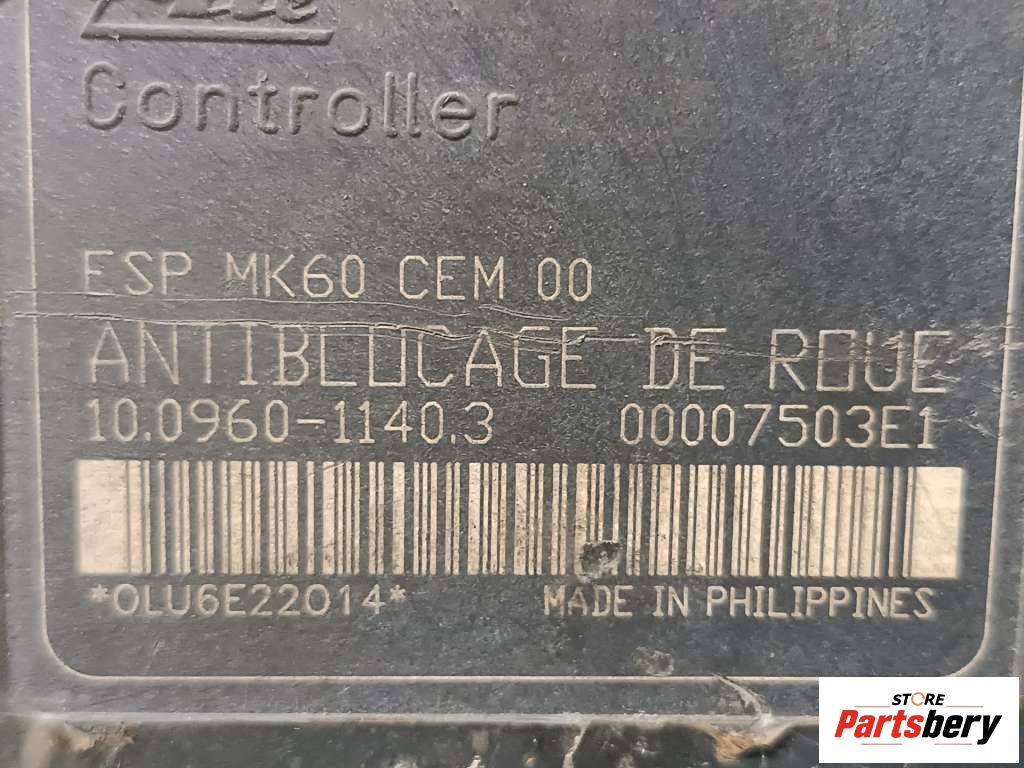 Controller
ESP MK60 CEM 00
ANTIBLOCAGE DE ROUE
10.0960-1140.3 00007503E1
*OLU6E22014* MADE IN PHILIPPINES
STORE
Partsbery